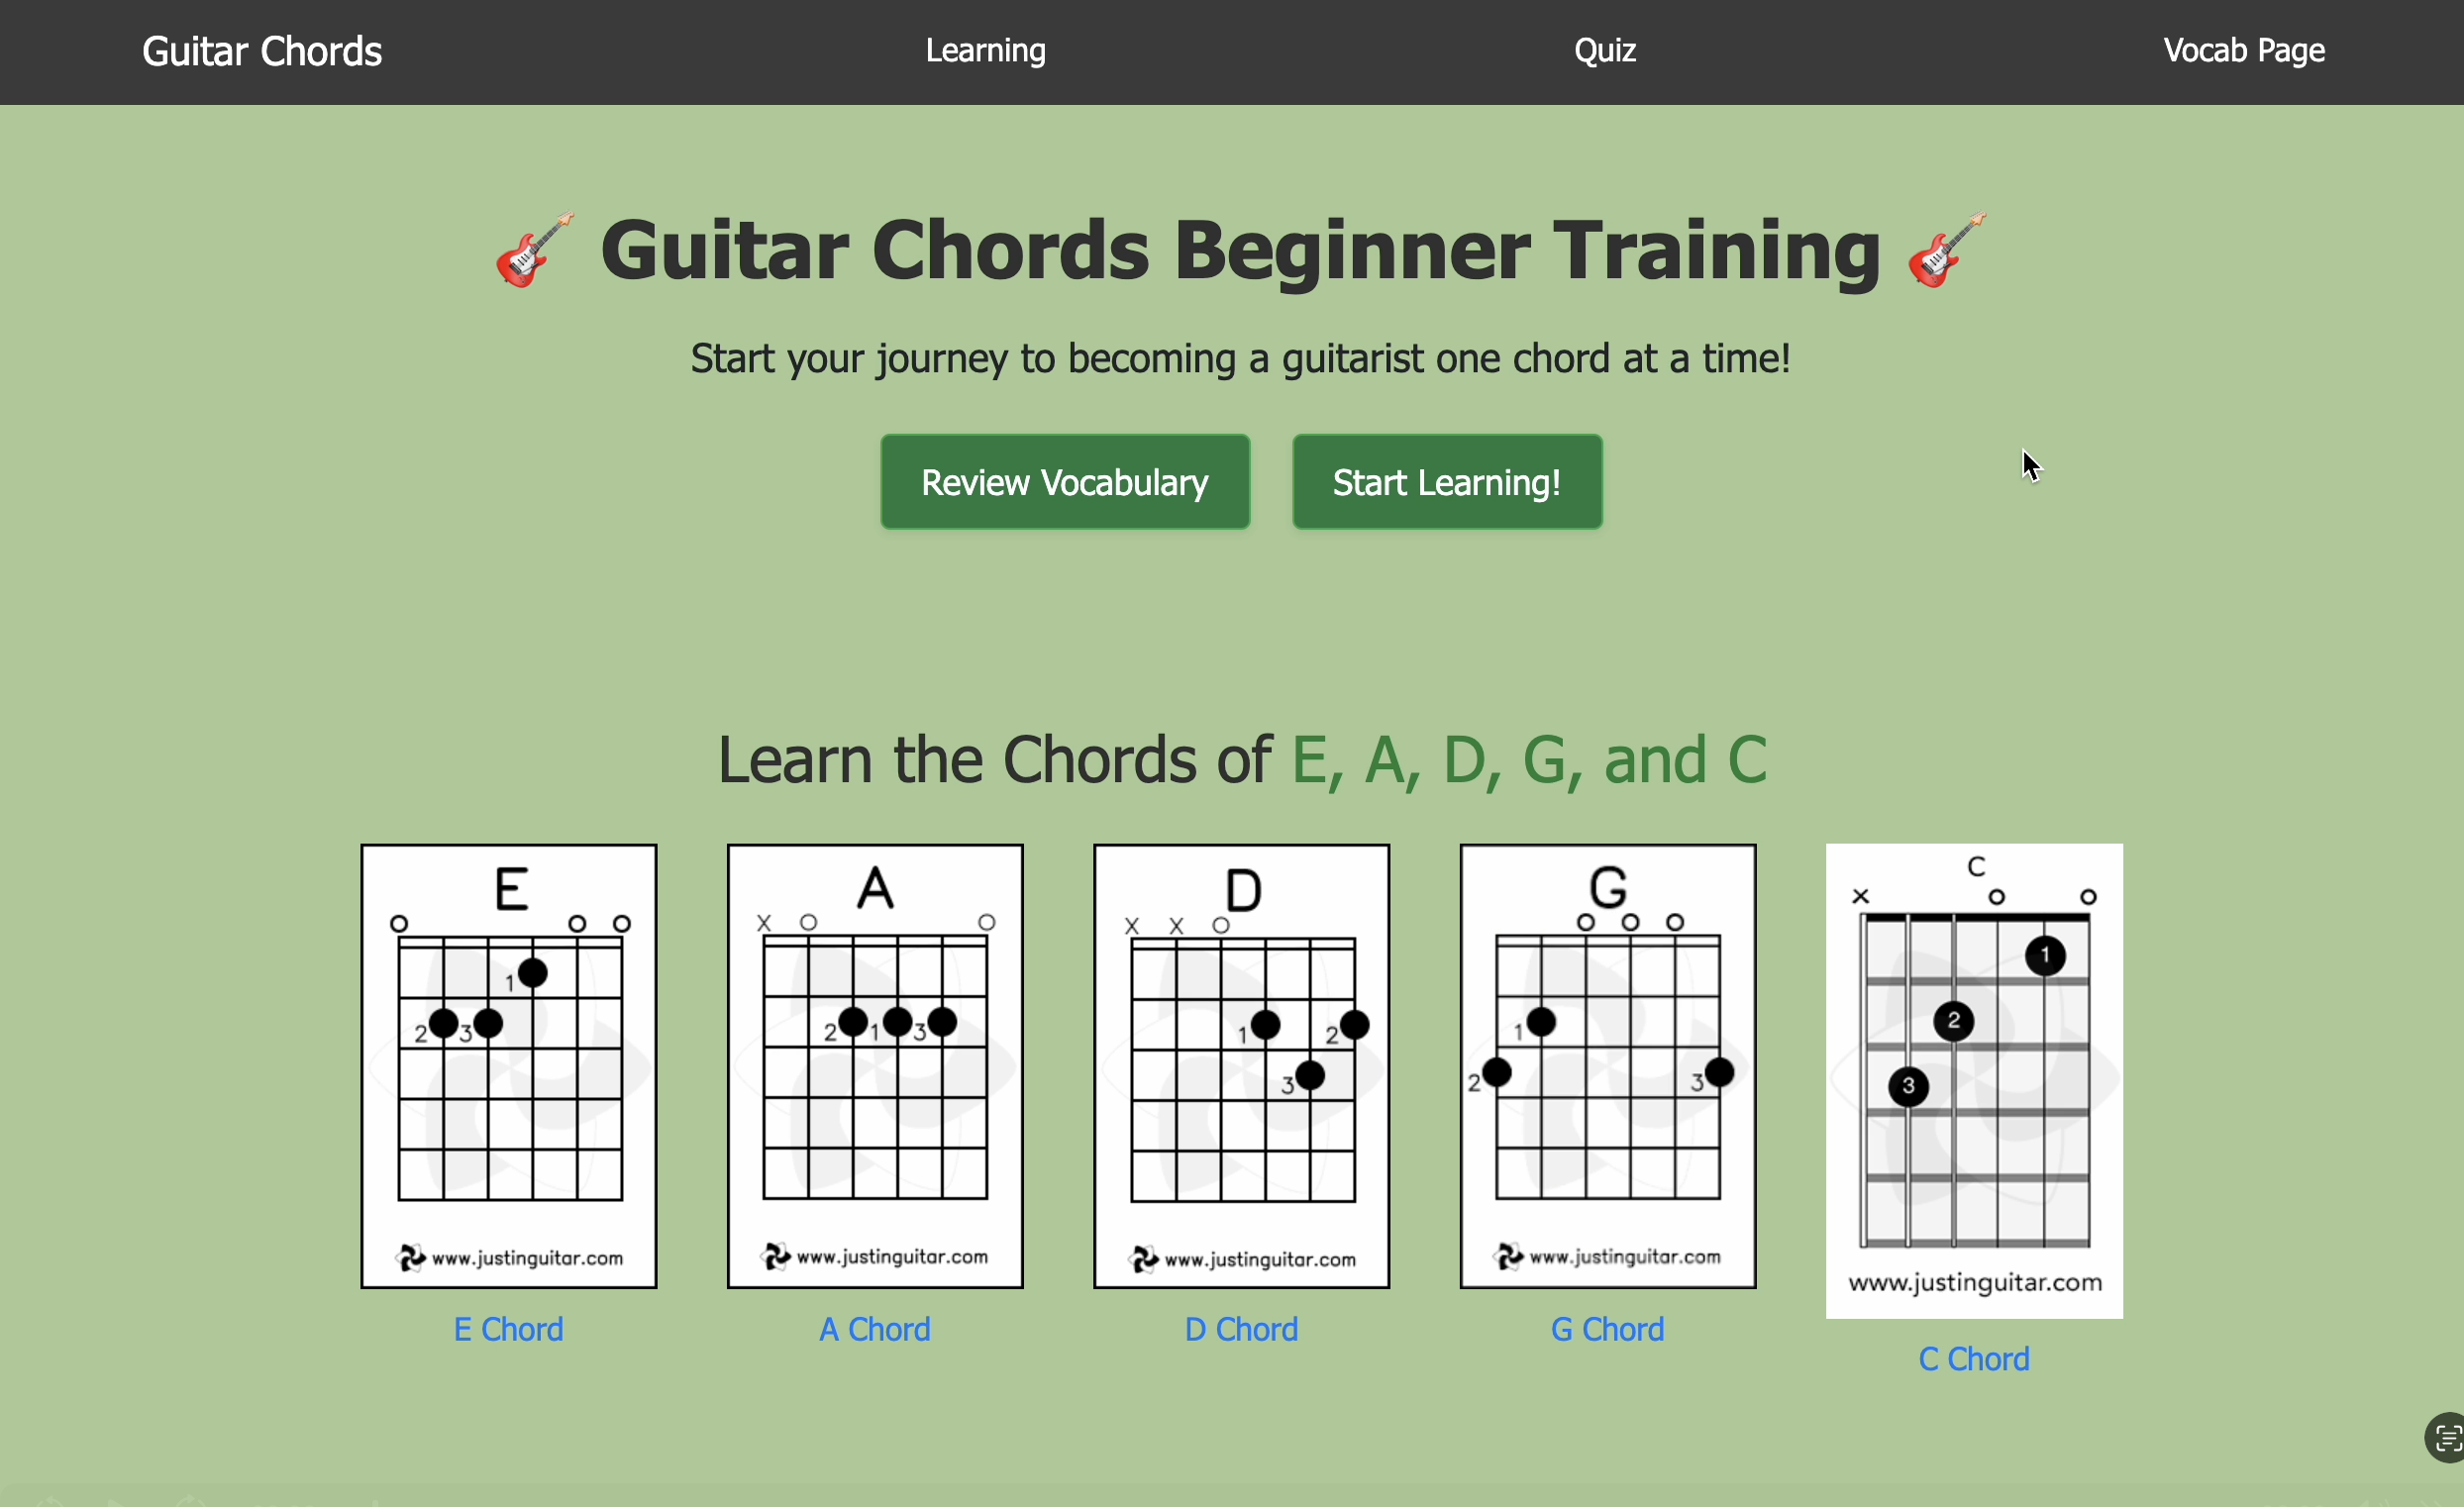 Guitar Chords Learning Quiz Vocab Page
Guitar Chords Beginner Training
Start your journey to becoming a guitarist one chord at a time!
Review Vocabulary Start Learning!
Learn the Chords of E, A, D, G, and C
E
o o o
1
2 3
www.justinguitar.com
E Chord
A
X O O
2 1 3
www.justinguitar.com
A Chord
D
X X O
1 2
3
www.justinguitar.com
D Chord
G
o o o
1
2 3
www.justinguitar.com
G Chord
C
x o o
1
2
3
www.justinguitar.com
C Chord